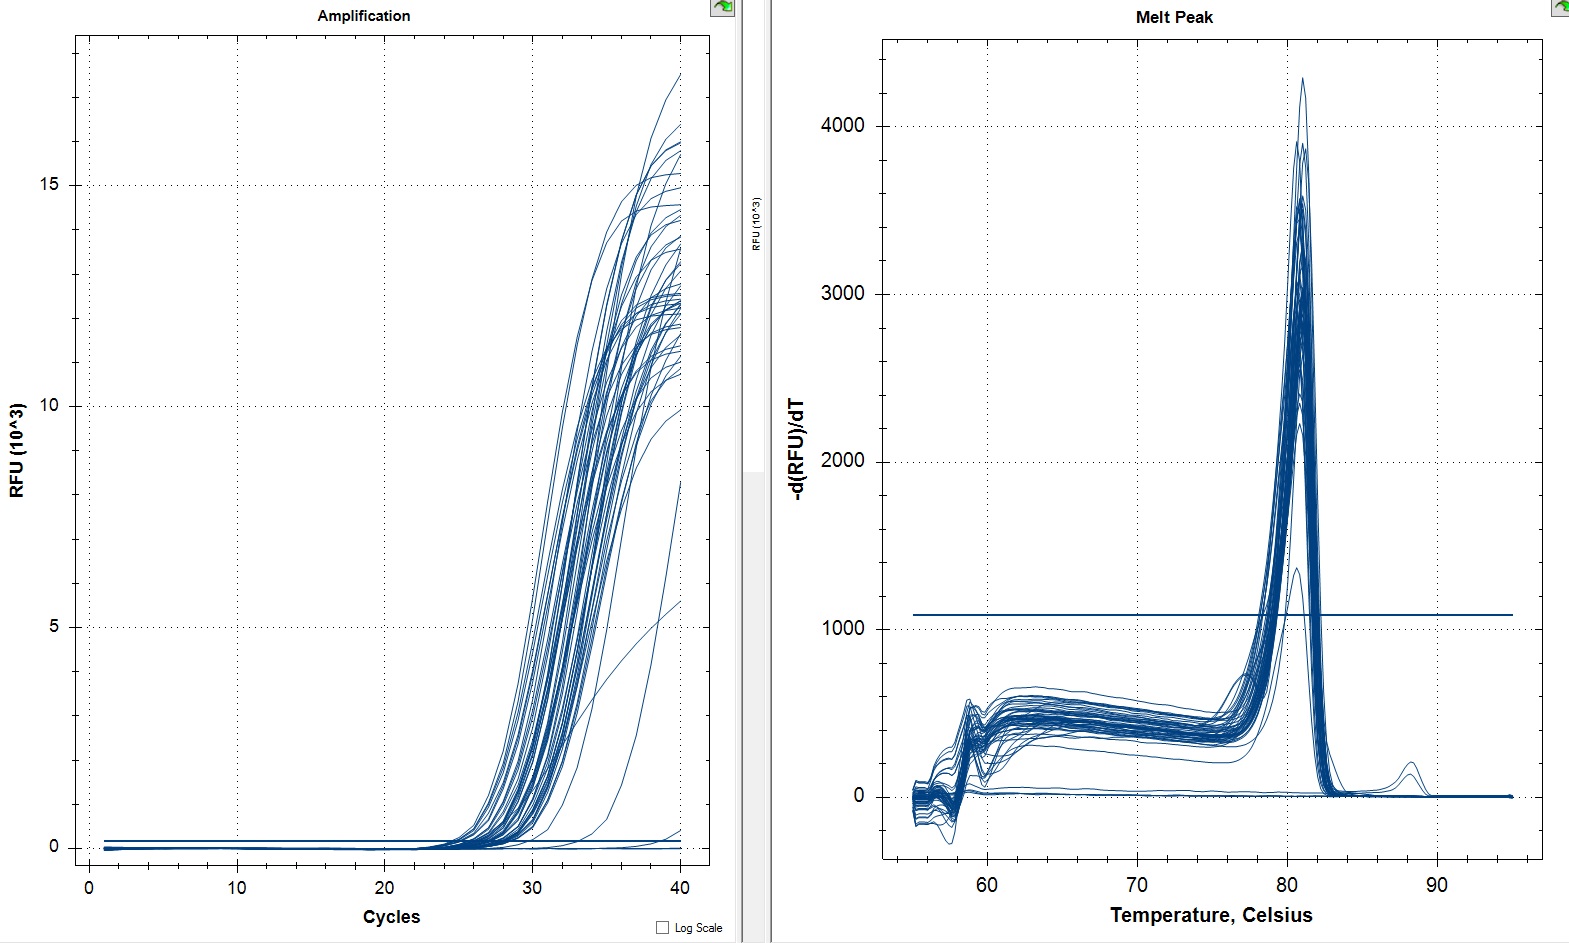 Amplification
15
10
5
0
RFU (10^3)
0 10 20 30 40
Cycles
Log Scale
RFU (10^3)
Melt Peak
4000
3000
2000
1000
0
-d(RFU)/dT
60 70 80 90
Temperature, Celsius